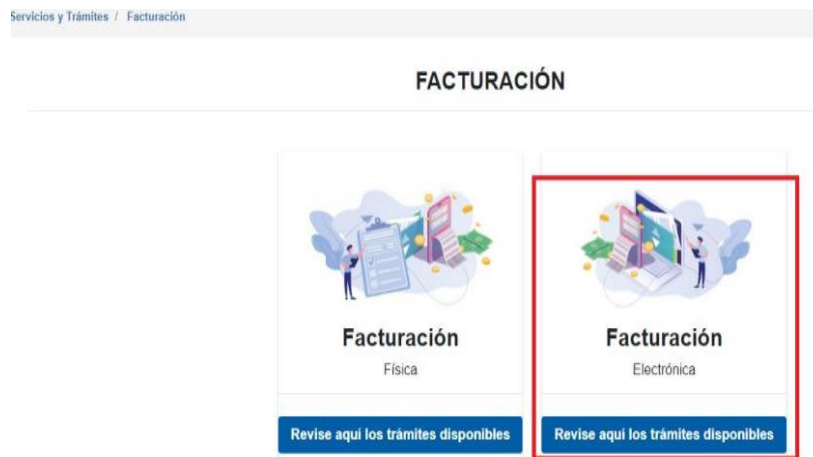 Servicios y Trámites / Facturación
FACTURACIÓN
Facturación
Física
Revise aquí los trámites disponibles
Facturación
Electrónica
Revise aquí los trámites disponibles